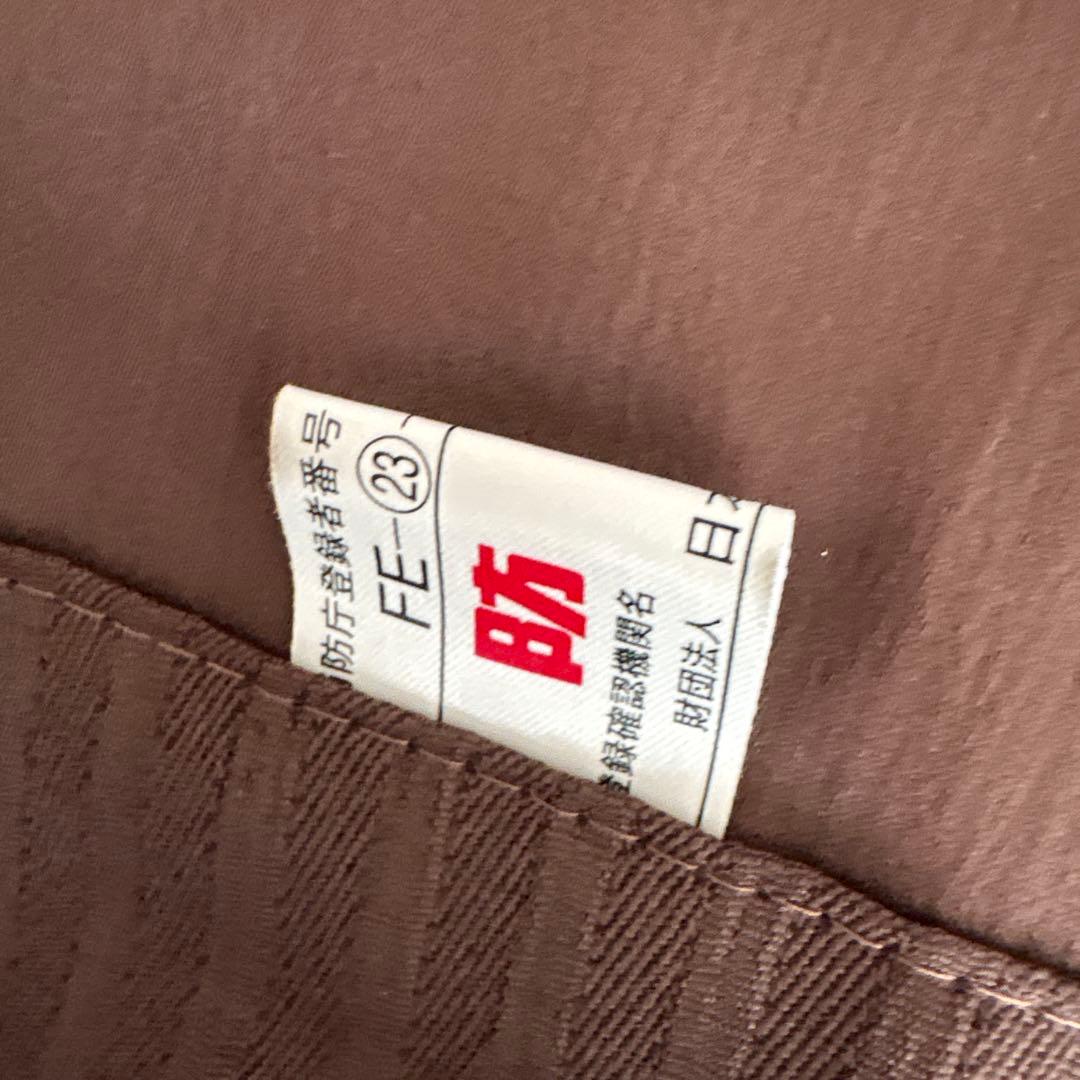 防庁登録者番号
FE-㉓
防
登録確認機関名
財団法人 日